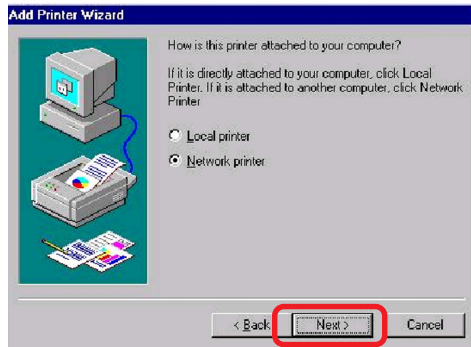 Add Printer Wizard
How is this printer attached to your computer?
If it is directly attached to your computer, click Local
Printer. If it is attached to another computer, click Network
Printer
Local printer
Network printer
< Back
Next >
Cancel